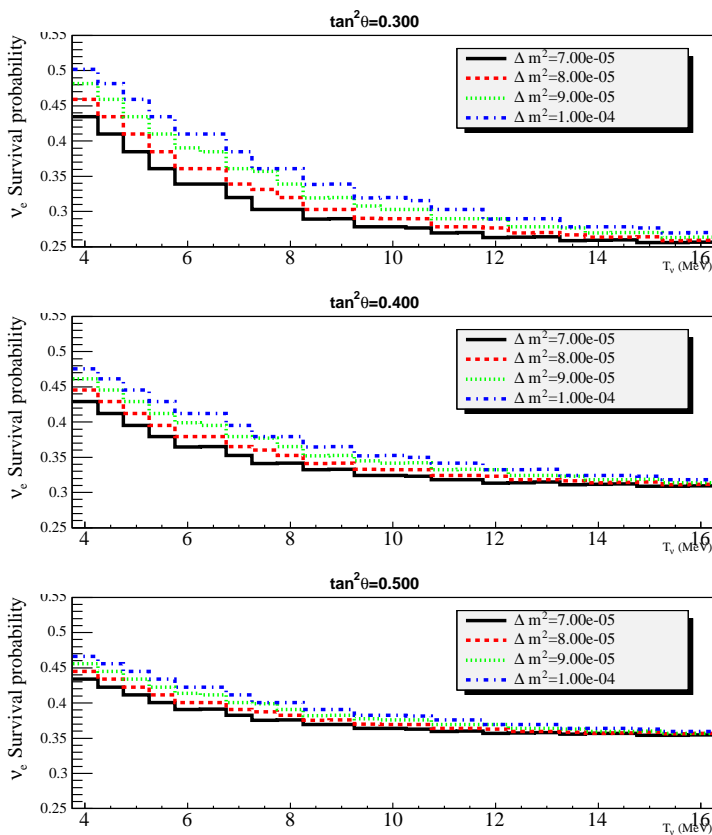 tan²θ=0.300
ν_e Survival probability
0.55
0.5
0.45
0.4
0.35
0.3
0.25
Δ m²=7.00e-05
Δ m²=8.00e-05
Δ m²=9.00e-05
Δ m²=1.00e-04
4 6 8 10 12 14 16
T_ν (MeV)
tan²θ=0.400
ν_e Survival probability
0.55
0.5
0.45
0.4
0.35
0.3
0.25
Δ m²=7.00e-05
Δ m²=8.00e-05
Δ m²=9.00e-05
Δ m²=1.00e-04
4 6 8 10 12 14 16
T_ν (MeV)
tan²θ=0.500
ν_e Survival probability
0.55
0.5
0.45
0.4
0.35
0.3
0.25
Δ m²=7.00e-05
Δ m²=8.00e-05
Δ m²=9.00e-05
Δ m²=1.00e-04
4 6 8 10 12 14 16
T_ν (MeV)